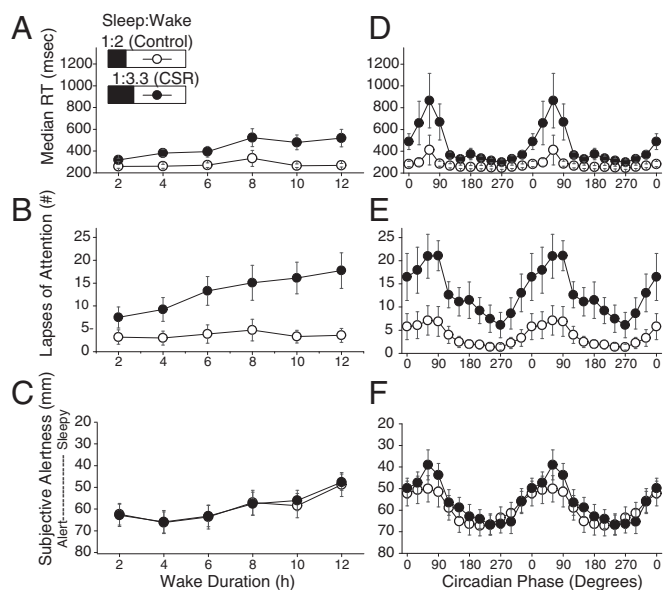 Sleep:Wake
A
1:2 (Control)
1:3.3 (CSR)
Median RT (msec)
1200
1000
800
600
400
200
2 4 6 8 10 12
D
1200
1000
800
600
400
200
0 90 180 270 0 90 180 270 0
B
Lapses of Attention (#)
25
20
15
10
5
0
2 4 6 8 10 12
E
25
20
15
10
5
0
0 90 180 270 0 90 180 270 0
C
Subjective Alertness (mm)
Alert--------------- Sleepy
20
30
40
50
60
70
80
2 4 6 8 10 12
Wake Duration (h)
F
20
30
40
50
60
70
80
0 90 180 270 0 90 180 270 0
Circadian Phase (Degrees)